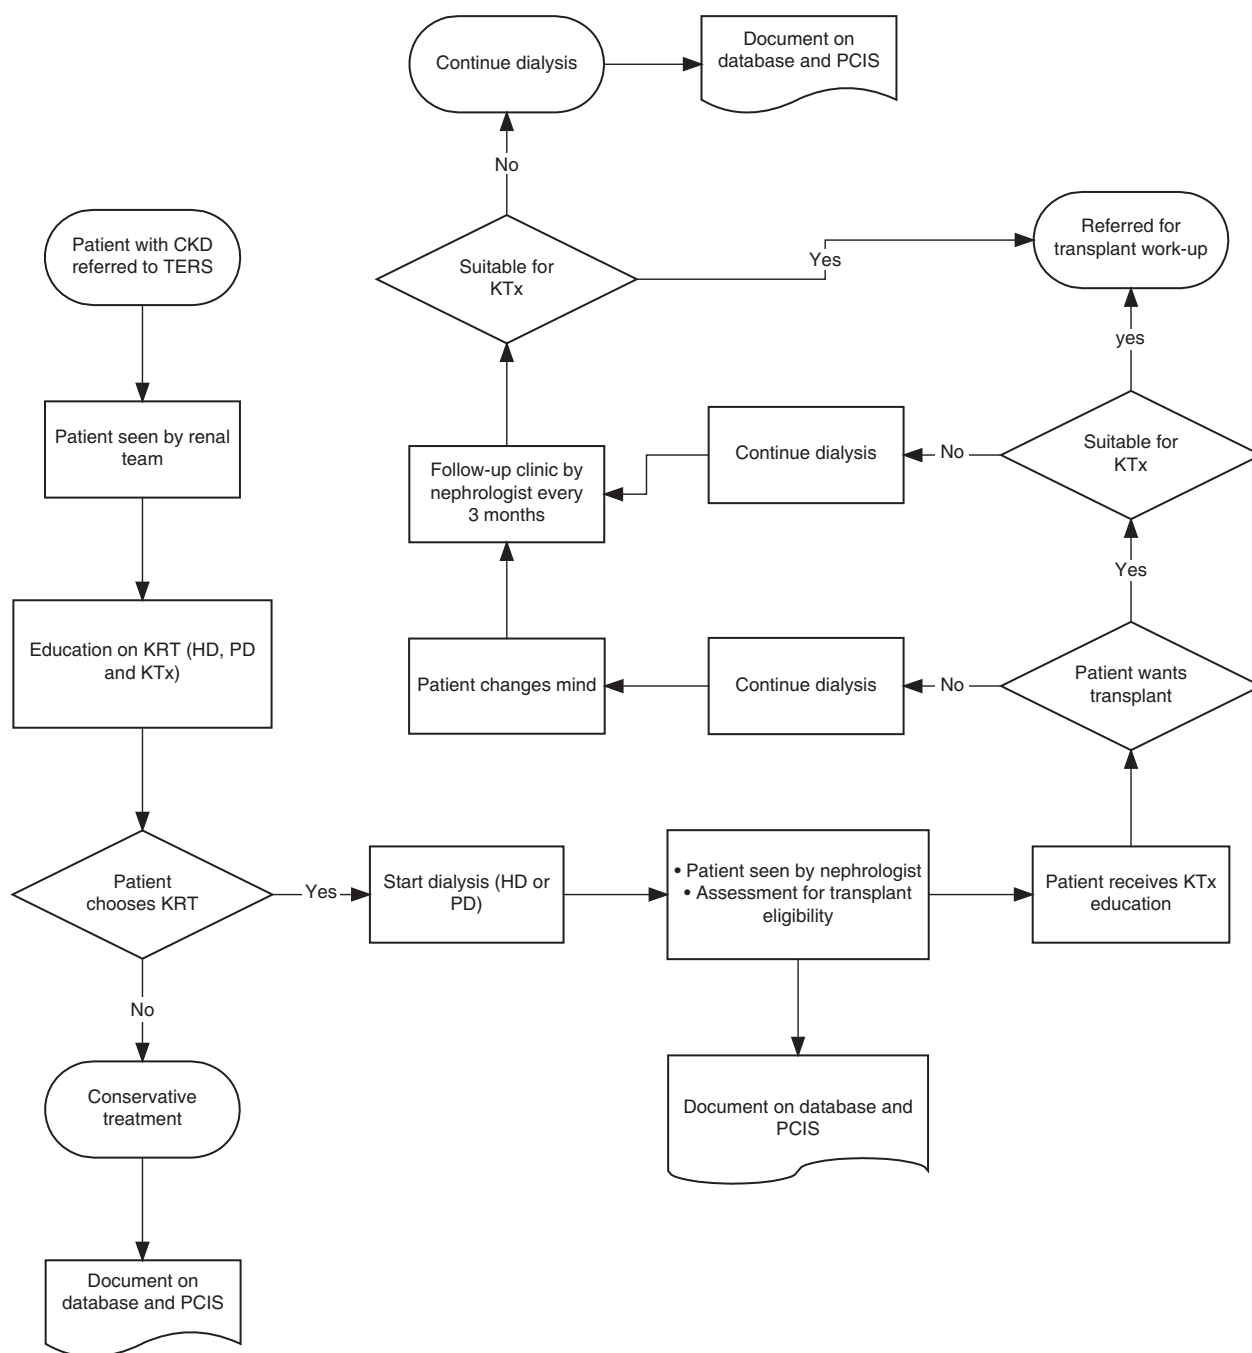 Continue dialysis
Document on
database and PCIS
No
Patient with CKD
referred to TERS
Suitable for
KTx
Yes
Referred for
transplant work-up
yes
Patient seen by renal
team
Follow-up clinic by
nephrologist every
3 months
Continue dialysis
No
Suitable for
KTx
Yes
Education on KRT (HD, PD
and KTx)
Patient changes mind
Continue dialysis
No
Patient wants
transplant
Patient
chooses KRT
Yes
Start dialysis (HD or
PD)
• Patient seen by nephrologist
• Assessment for transplant
eligibility
Patient receives KTx
education
No
Conservative
treatment
Document on database and
PCIS
Document on
database and PCIS